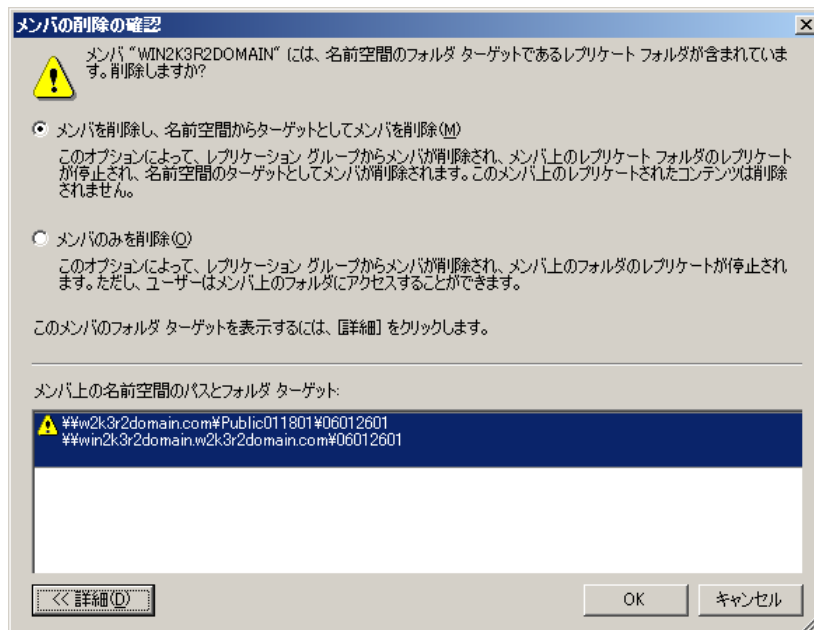 メンバの削除の確認
メンバ "WIN2K3R2DOMAIN" には、名前空間のフォルダ ターゲットであるレプリケート フォルダが含まれていま
す。削除しますか?
メンバを削除し、名前空間からターゲットとしてメンバを削除(M)
このオプションによって、レプリケーション グループからメンバが削除され、メンバ上のレプリケート フォルダのレプリケート
が停止され、名前空間のターゲットとしてメンバが削除されます。このメンバ上のレプリケートされたコンテンツは削除
されません。
メンバのみを削除(O)
このオプションによって、レプリケーション グループからメンバが削除され、メンバ上のフォルダのレプリケートが停止され
ます。ただし、ユーザーはメンバ上のフォルダにアクセスすることができます。
このメンバのフォルダ ターゲットを表示するには、[詳細] をクリックします。
メンバ上の名前空間のパスとフォルダ ターゲット:
¥¥w2k3r2domain.com¥Public011801¥06012601
¥¥win2k3r2domain.w2k3r2domain.com¥06012601
<< 詳細(D)
OK
キャンセル